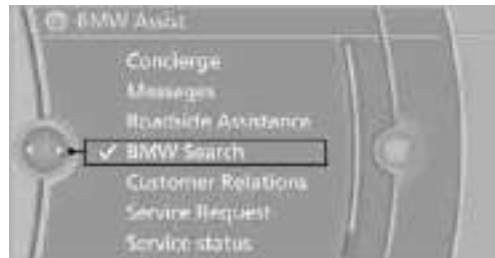 BMW Assist
Concierge
Messages
Roadside Assistance
BMW Search
Customer Relations
Service Request
Service status